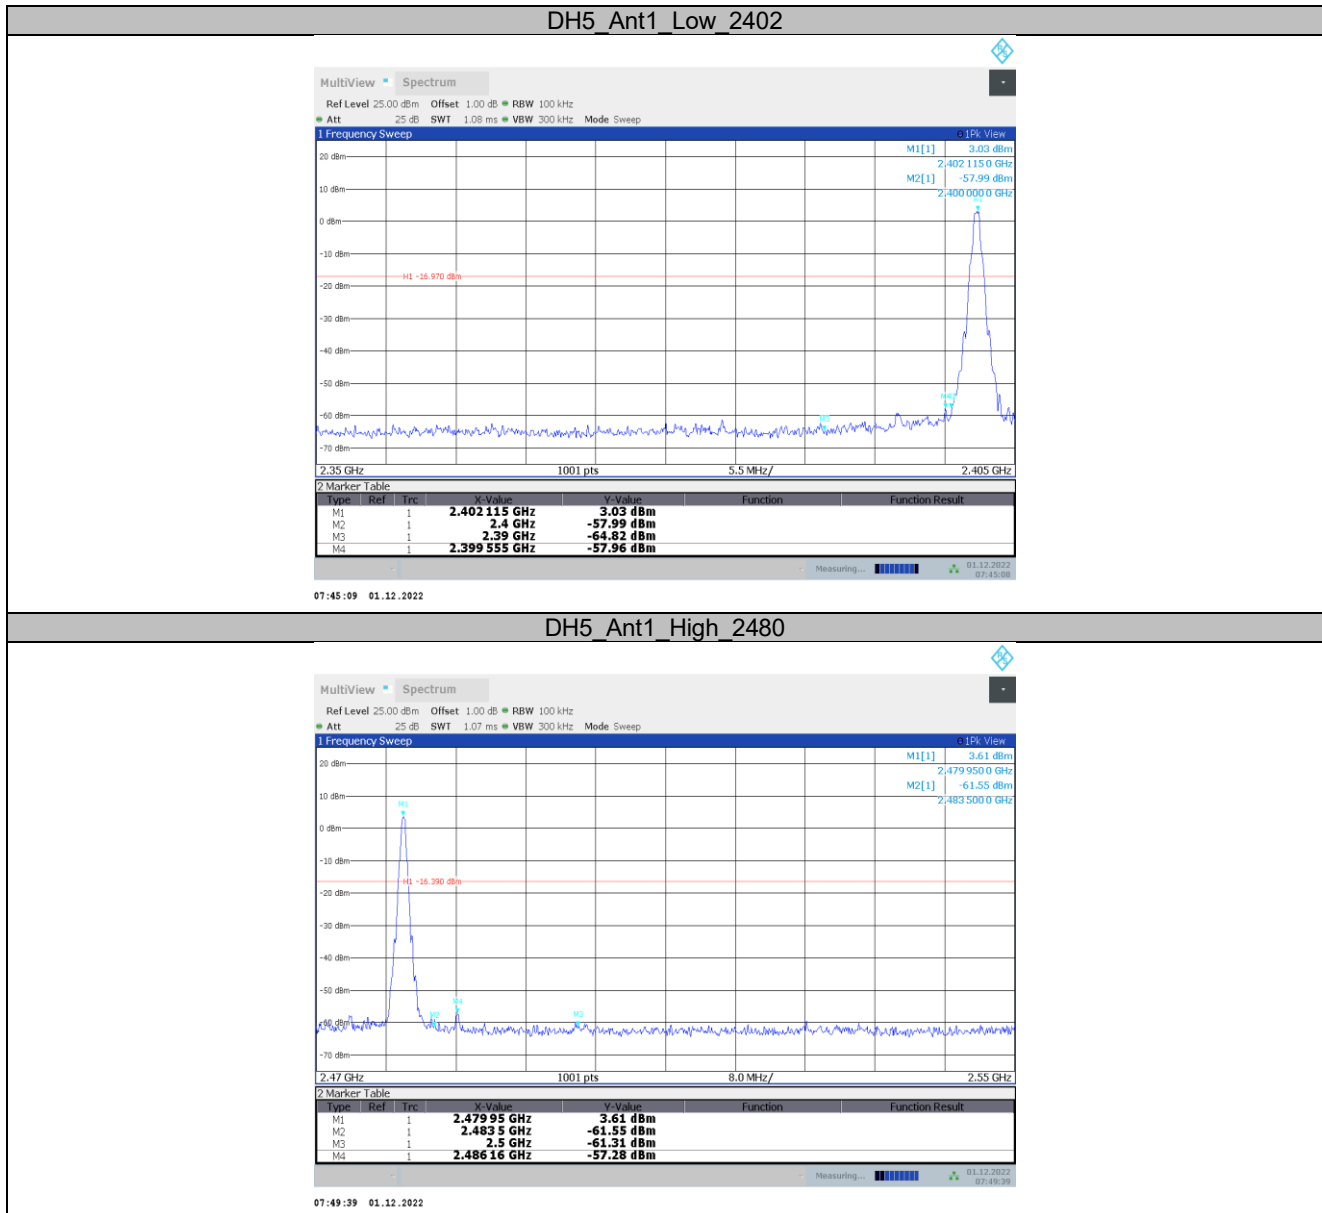 DH5_Ant1_Low_2402
MultiView Spectrum
Ref Level 25.00 dBm Offset 1.00 dB RBW 100 kHz
Att 25 dB SWT 1.08 ms VBW 300 kHz Mode Sweep
1 Frequency Sweep 1Pk View
M1[1] 3.03 dBm
2.402 115 0 GHz
M2[1] -57.99 dBm
2.400 000 0 GHz
20 dBm
10 dBm
M1
0 dBm
-10 dBm
H1 -16.970 dBm
-20 dBm
-30 dBm
-40 dBm
-50 dBm
-60 dBm
M3
-70 dBm
2.35 GHz 1001 pts 5.5 MHz/ 2.405 GHz
2 Marker Table
Type Ref Trc X-Value Y-Value Function Function Result
M1 1 2.402 115 GHz 3.03 dBm
M2 1 2.4 GHz -57.99 dBm
M3 1 2.39 GHz -64.82 dBm
M4 1 2.399 555 GHz -57.96 dBm
Measuring... 01.12.2022
07:45:08
07:45:09 01.12.2022
DH5_Ant1_High_2480
MultiView Spectrum
Ref Level 25.00 dBm Offset 1.00 dB RBW 100 kHz
Att 25 dB SWT 1.07 ms VBW 300 kHz Mode Sweep
1 Frequency Sweep 1Pk View
M1[1] 3.61 dBm
2.479 950 0 GHz
M2[1] -61.55 dBm
2.483 500 0 GHz
20 dBm
10 dBm
M1
0 dBm
-10 dBm
H1 -16.390 dBm
-20 dBm
-30 dBm
-40 dBm
-50 dBm
M4
M2 M3
-60 dBm
-70 dBm
2.47 GHz 1001 pts 8.0 MHz/ 2.55 GHz
2 Marker Table
Type Ref Trc X-Value Y-Value Function Function Result
M1 1 2.479 95 GHz 3.61 dBm
M2 1 2.483 5 GHz -61.55 dBm
M3 1 2.5 GHz -61.31 dBm
M4 1 2.486 16 GHz -57.28 dBm
Measuring... 01.12.2022
07:49:39
07:49:39 01.12.2022